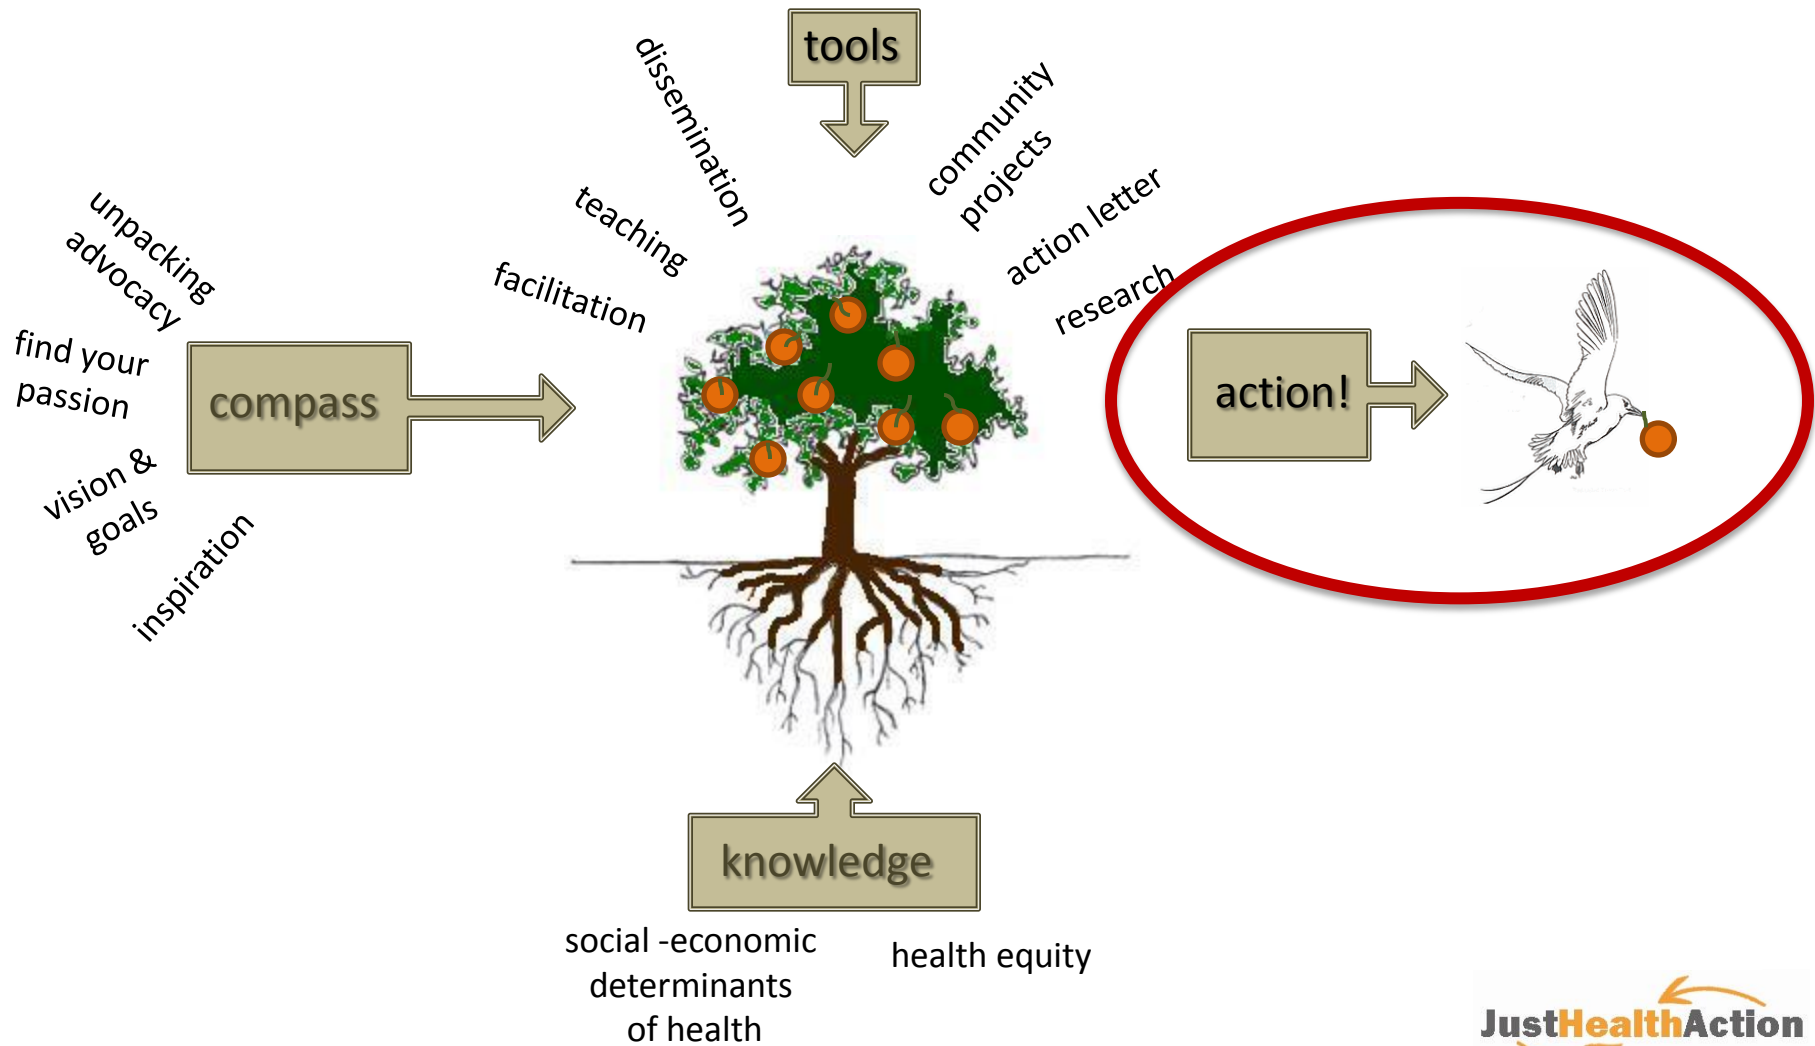 tools
dissemination
community
projects
teaching
action letter
facilitation
research
unpacking
advocacy
find your
passion
compass
vision &
goals
inspiration
action!
knowledge
social -economic
determinants
of health
health equity
JustHealthAction